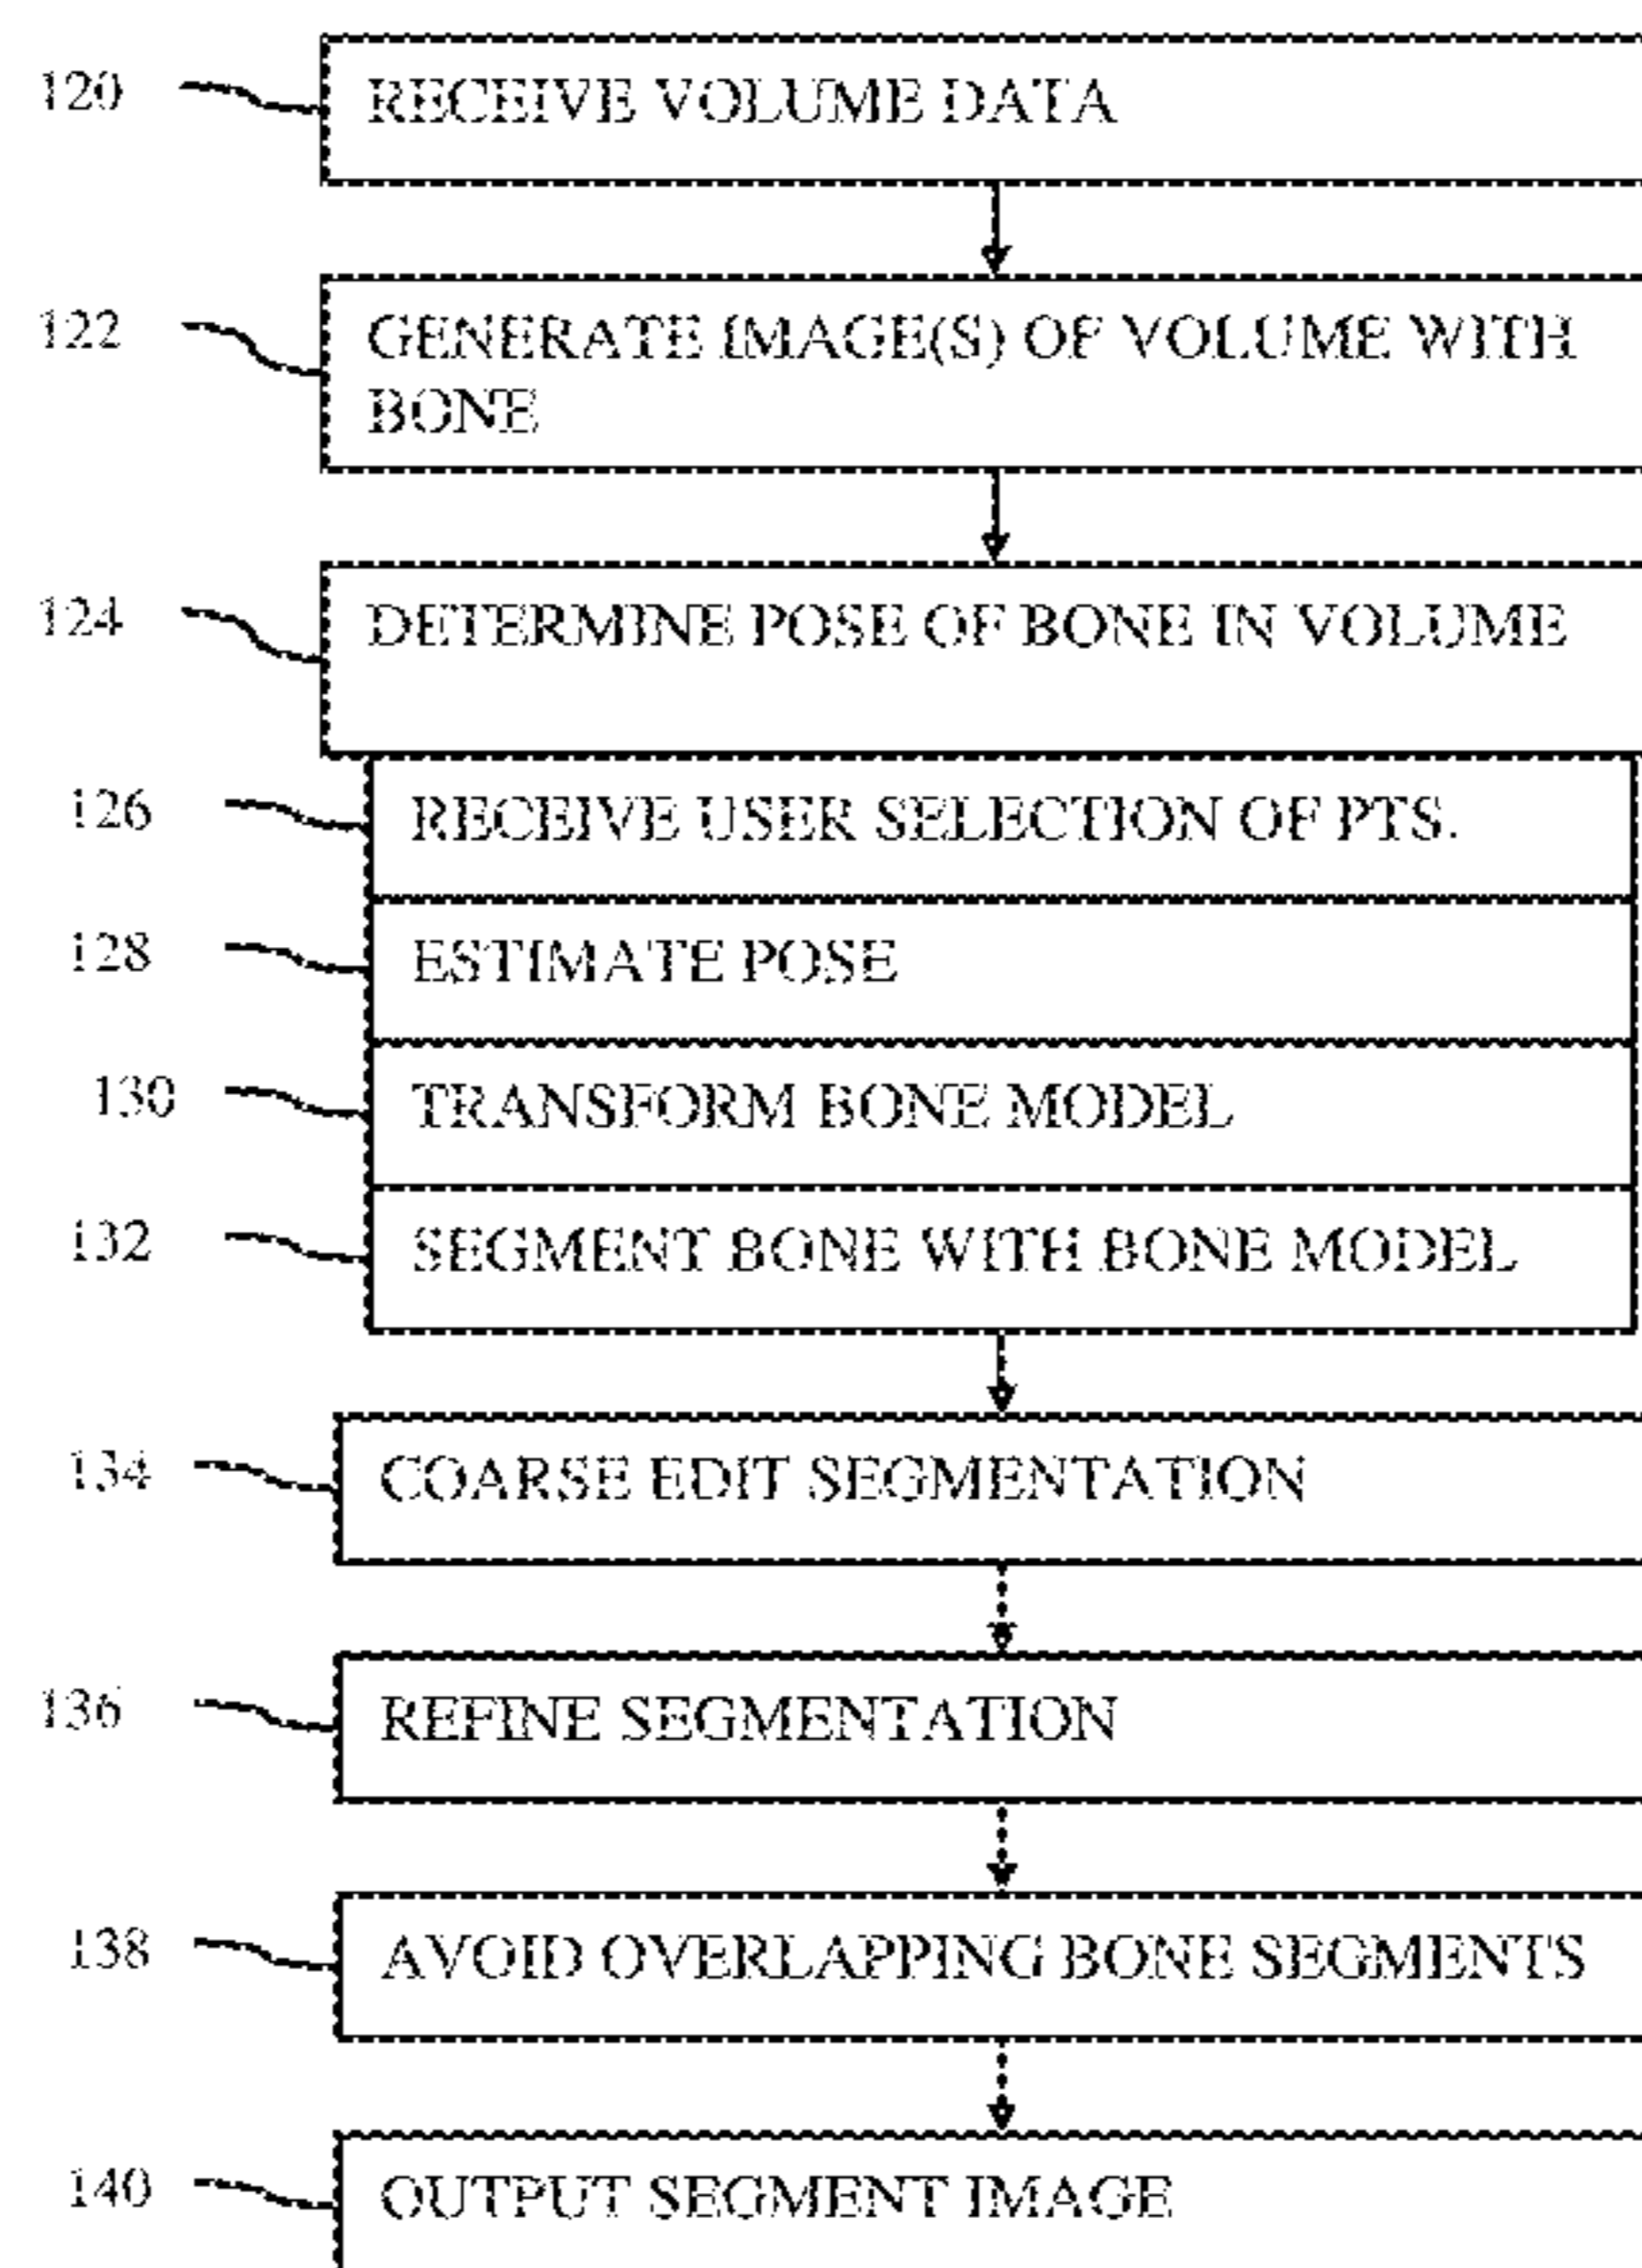 120 RECEIVE VOLUME DATA
122 GENERATE IMAGE(S) OF VOLUME WITH
BONE
124 DETERMINE POSE OF BONE IN VOLUME
126 RECEIVE USER SELECTION OF PTS.
128 ESTIMATE POSE
130 TRANSFORM BONE MODEL
132 SEGMENT BONE WITH BONE MODEL
134 COARSE EDIT SEGMENTATION
136 REFINE SEGMENTATION
138 AVOID OVERLAPPING BONE SEGMENTS
140 OUTPUT SEGMENT IMAGE